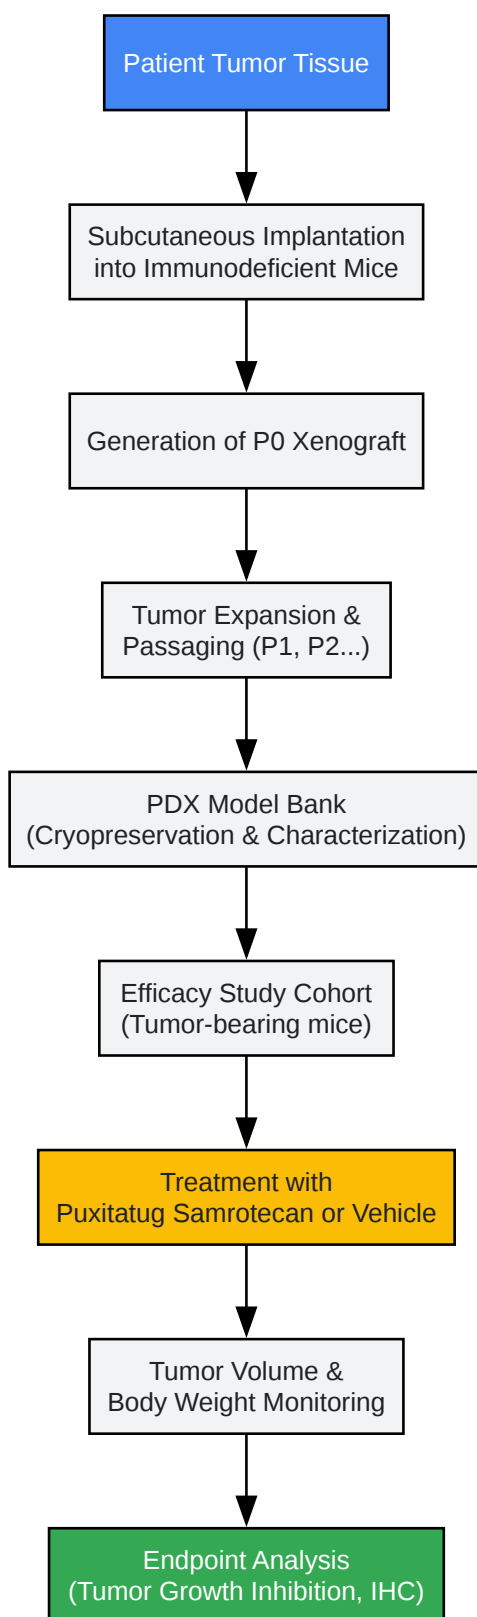 Patient Tumor Tissue
Subcutaneous Implantation
into Immunodeficient Mice
Generation of P0 Xenograft
Tumor Expansion &
Passaging (P1, P2...)
PDX Model Bank
(Cryopreservation & Characterization)
Efficacy Study Cohort
(Tumor-bearing mice)
Treatment with
Puxitatug Samrotecan or Vehicle
Tumor Volume &
Body Weight Monitoring
Endpoint Analysis
(Tumor Growth Inhibition, IHC)